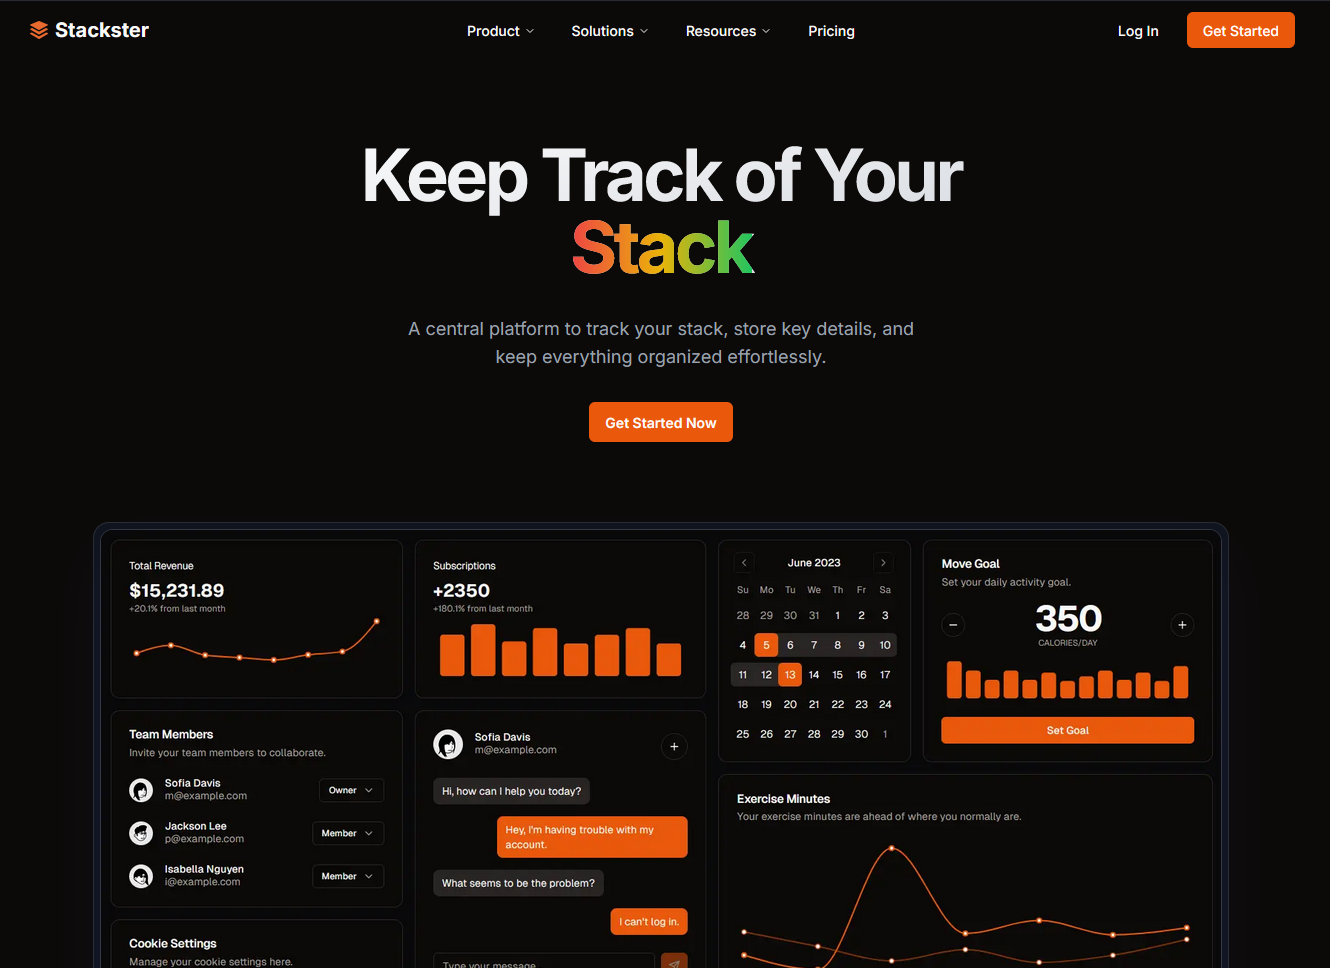 Stackster
Product
Solutions
Resources
Pricing
Log In
Get Started
Keep Track of Your
Stack
A central platform to track your stack, store key details, and
keep everything organized effortlessly.
Get Started Now
Total Revenue
$15,231.89
+20.1% from last month
Subscriptions
+2350
+180.1% from last month
June 2023
Su Mo Tu We Th Fr Sa
28 29 30 31 1 2 3
4 5 6 7 8 9 10
11 12 13 14 15 16 17
18 19 20 21 22 23 24
25 26 27 28 29 30 1
Move Goal
Set your daily activity goal.
350
CALORIES/DAY
Set Goal
Team Members
Invite your team members to collaborate.
Sofia Davis
m@example.com
Owner
Jackson Lee
p@example.com
Member
Isabella Nguyen
i@example.com
Member
Cookie Settings
Manage your cookie settings here.
Sofia Davis
m@example.com
Hi, how can I help you today?
Hey, I'm having trouble with my
account.
What seems to be the problem?
I can't log in.
Type your message
Exercise Minutes
Your exercise minutes are ahead of where you normally are.